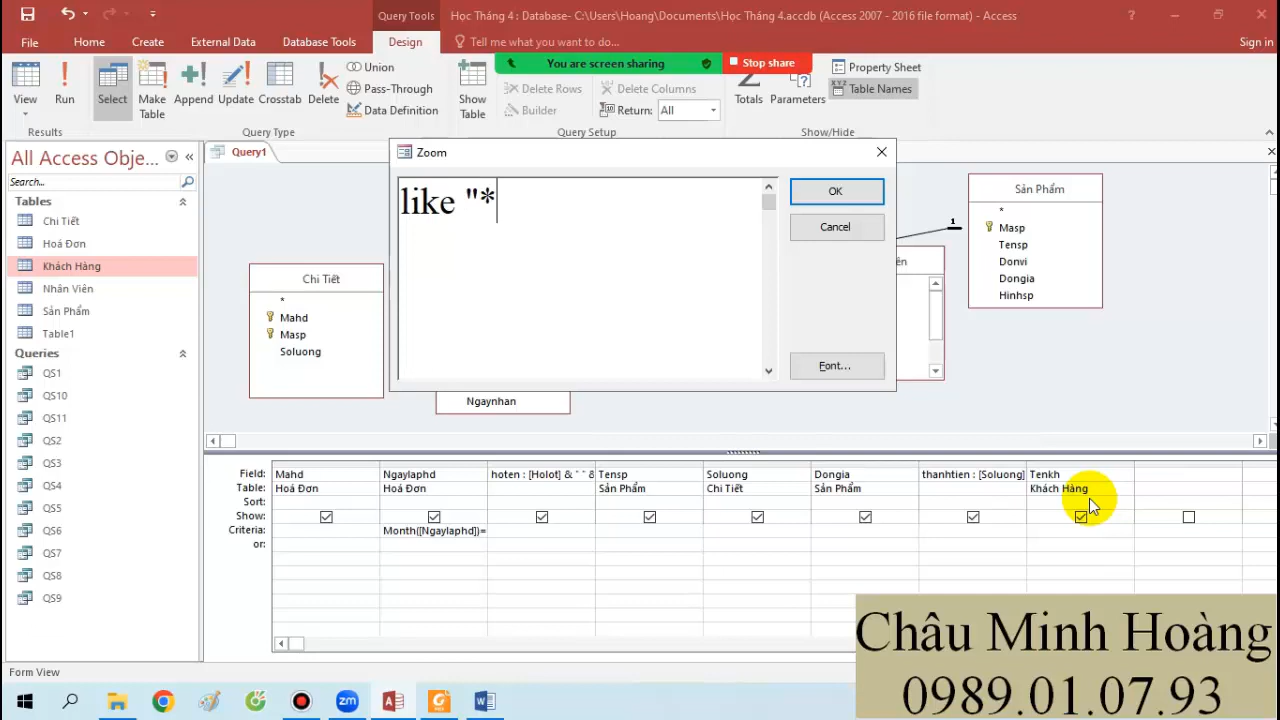 Query Tools
Học Tháng 4 : Database- C:\Users\Hoang\Documents\Học Tháng 4.accdb (Access 2007 - 2016 file format) - Access
?
File Home Create External Data Database Tools Design Tell me what you want to do... Sign in
You are screen sharing Stop share
View Run Select Make Table Append Update Crosstab Delete
Union
Pass-Through
Data Definition
Show Table
Delete Rows
Builder
Delete Columns
Return: All
Totals Parameters
Property Sheet
Table Names
Results Query Type Query Setup Show/Hide
All Access Obje...
Search...
Tables
Chi Tiết
Hoá Đơn
Khách Hàng
Nhân Viên
Sản Phẩm
Table1
Queries
QS1
QS10
QS11
QS2
QS3
QS4
QS5
QS6
QS7
QS8
QS9
Query1
Zoom
like "*
OK
Cancel
Font...
Chi Tiết
*
Mahd
Masp
Soluong
Ngaynhan
ên
1
Sản Phẩm
*
Masp
Tensp
Donvi
Dongia
Hinhsp
Field: Mahd Ngaylaphd hoten : [Holot] & " " & Tensp Soluong Dongia thanhtien : [Soluong] Tenkh
Table: Hoá Đơn Hoá Đơn Sản Phẩm Chi Tiết Sản Phẩm Khách Hàng
Sort:
Show:
Criteria: Month([Ngaylaphd])=
or:
Châu Minh Hoàng
0989.01.07.93
Form View
zm